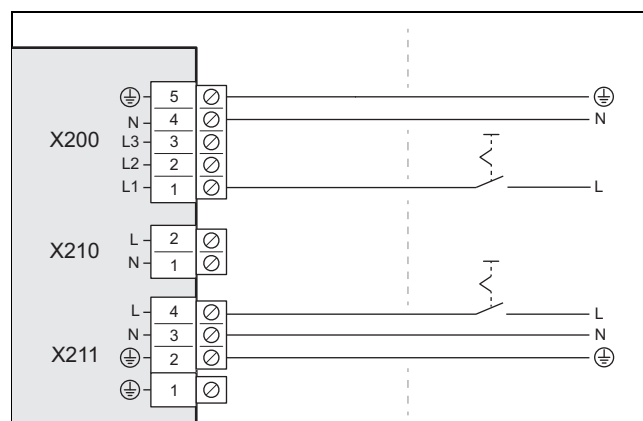 ⏚ 5 ⏚
N 4 N
X200 L3 3
L2 2
L1 1 L
L 2
X210 N 1
L 4 L
N 3 N
X211 ⏚ 2 ⏚
⏚ 1